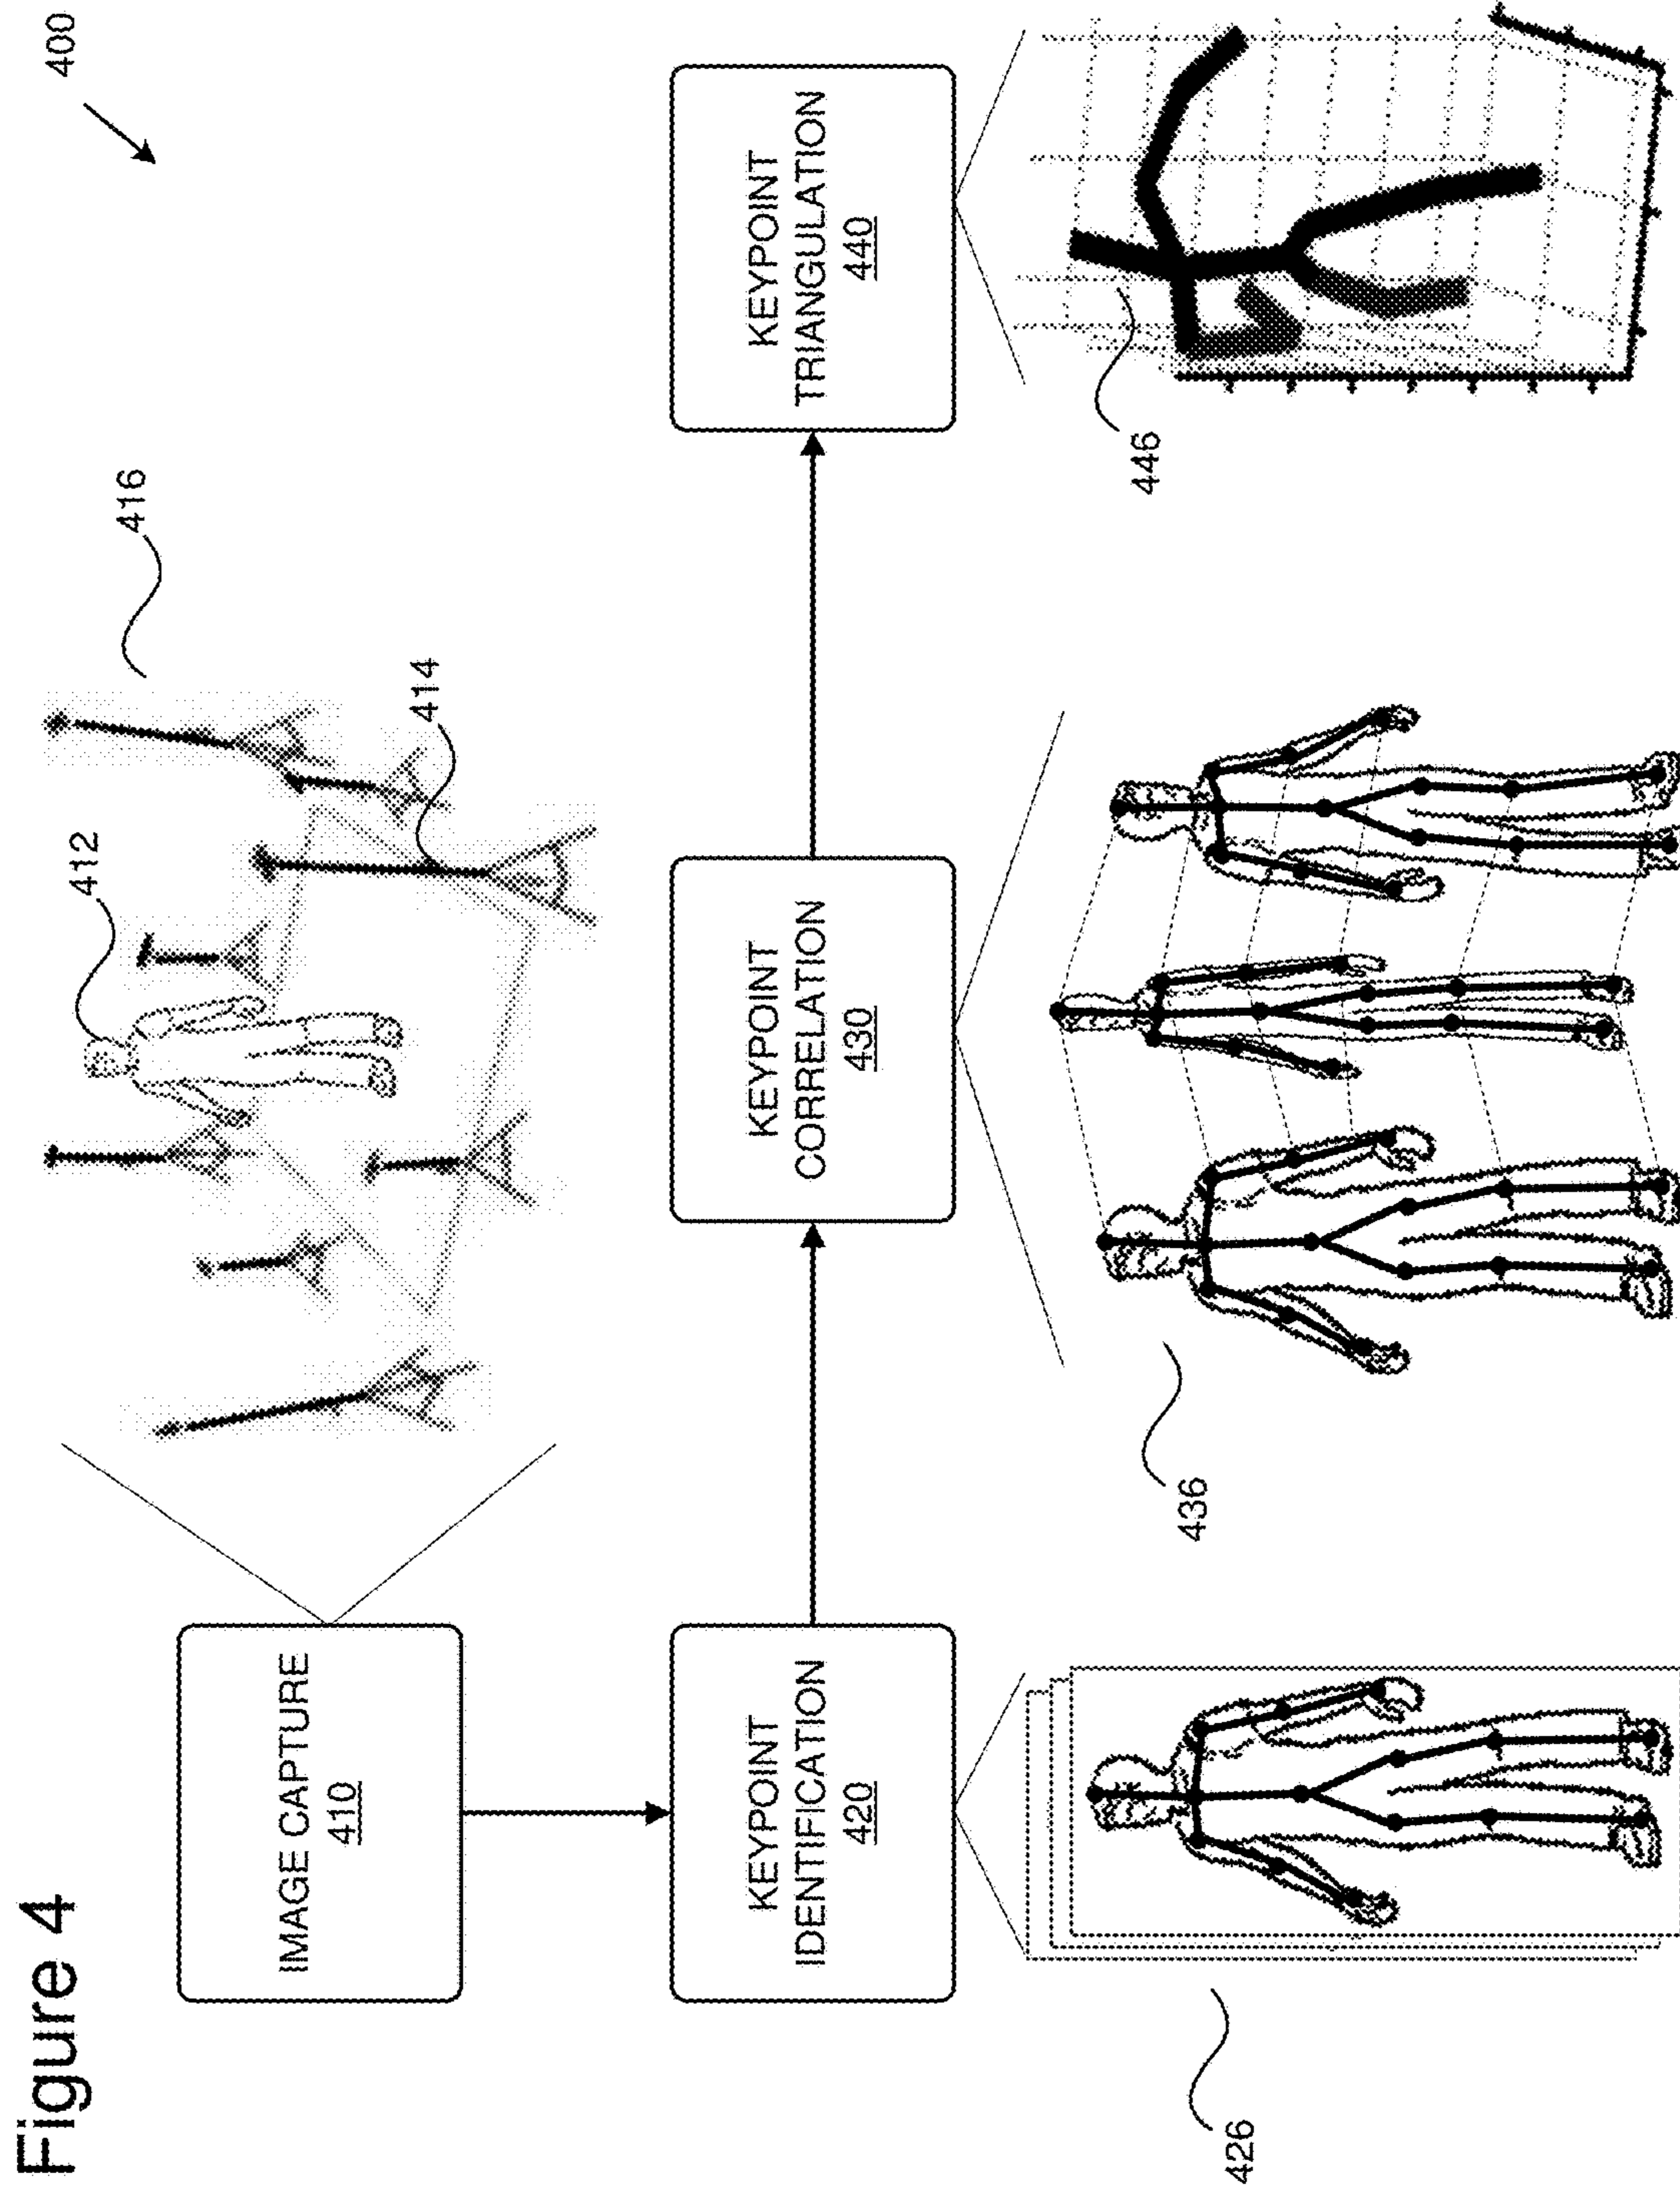 Figure 4
400
416
412
414
IMAGE CAPTURE
410
KEYPOINT
IDENTIFICATION
420
KEYPOINT
CORRELATION
430
KEYPOINT
TRIANGULATION
440
426
436
446